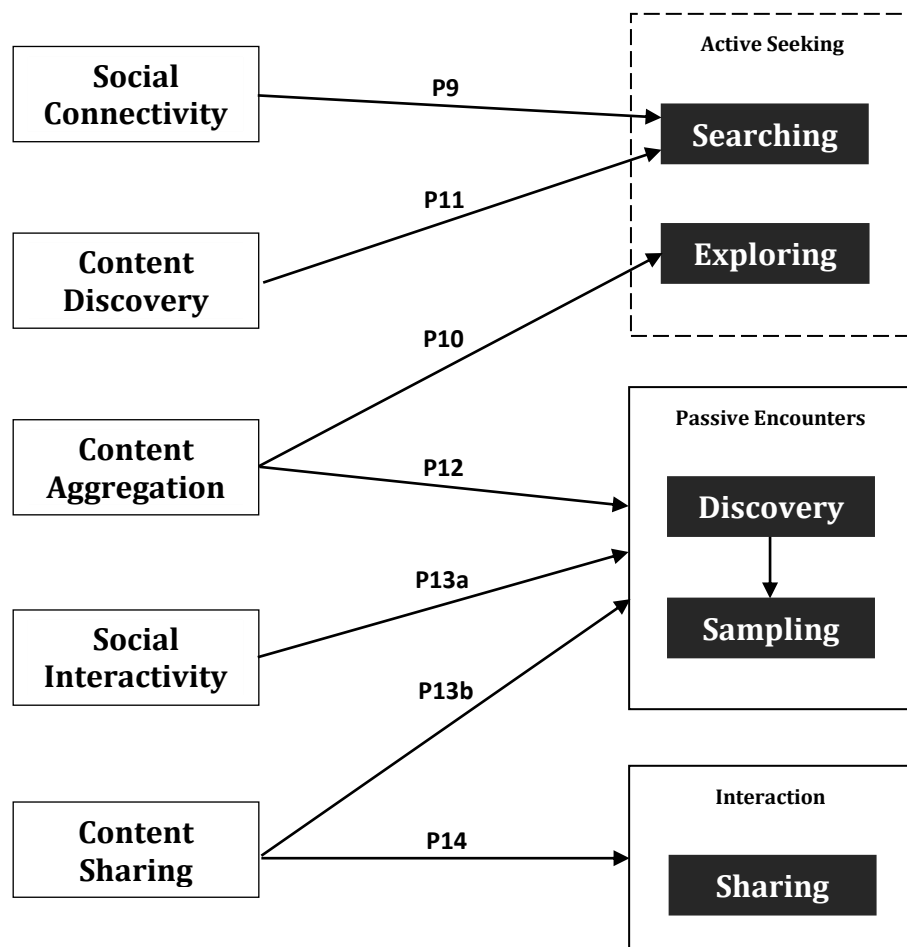 Active Seeking
Social
Connectivity
P9
Searching
P11
Content
Discovery
Exploring
P10
Passive Encounters
Content
Aggregation
P12
Discovery
P13a
Social
Interactivity
Sampling
P13b
Interaction
Content
Sharing
P14
Sharing